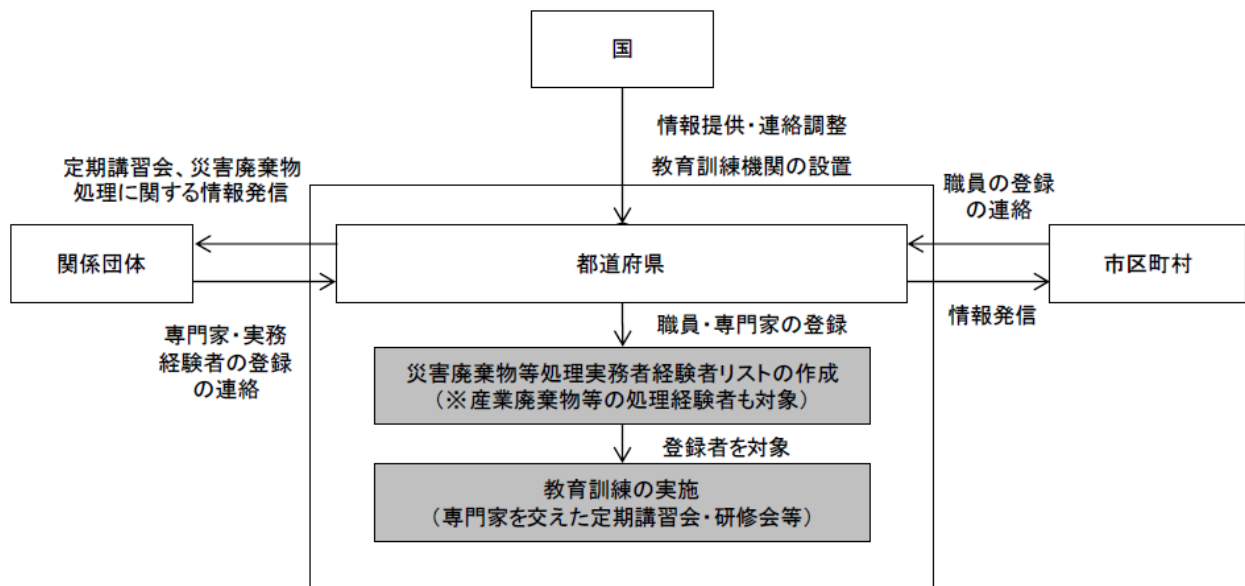 国
情報提供・連絡調整
教育訓練機関の設置
定期講習会、災害廃棄物
処理に関する情報発信
職員の登録
の連絡
関係団体
都道府県
市区町村
専門家・実務
経験者の登録
の連絡
職員・専門家の登録
情報発信
災害廃棄物等処理実務者経験者リストの作成
（※産業廃棄物等の処理経験者も対象）
登録者を対象
教育訓練の実施
（専門家を交えた定期講習会・研修会等）